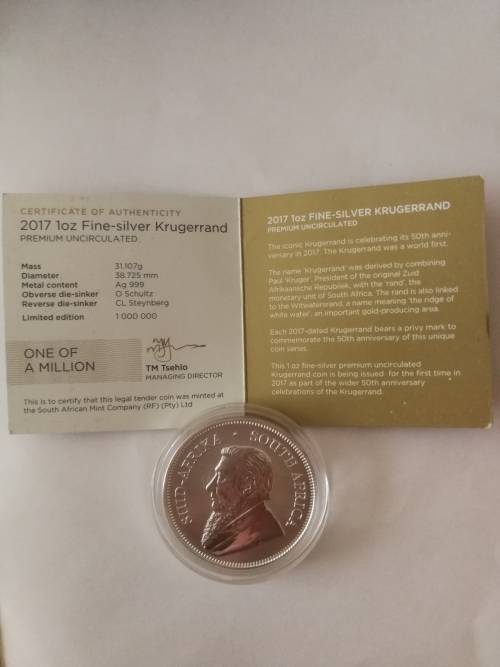 CERTIFICATE OF AUTHENTICITY
2017 1oz Fine-silver Krugerrand
PREMIUM UNCIRCULATED
Mass 31.107g
Diameter 38.725 mm
Metal content Ag 999
Obverse die-sinker O Schultz
Reverse die-sinker CL Steynberg
Limited edition 1 000 000
ONE OF
A MILLION
TM Tsehlo
MANAGING DIRECTOR
This is to certify that this legal tender coin was minted at
the South African Mint Company (RF) (Pty) Ltd
2017 1oz FINE-SILVER KRUGERRAND
PREMIUM UNCIRCULATED
The iconic Krugerrand is celebrating its 50th anni-
versary in 2017. The Krugerrand was a world first.
The name 'Krugerrand' was derived by combining
Paul 'Kruger', President of the original Zuid
Afrikaansche Republiek, with the 'rand', the
monetary unit of South Africa. The rand is also linked
to the Witwatersrand, a name meaning 'the ridge of
white water', an important gold-producing area.
Each 2017-dated Krugerrand bears a privy mark to
commemorate the 50th anniversary of this unique
coin series.
This 1 oz fine-silver premium uncirculated
Krugerrand coin is being issued for the first time in
2017 as part of the wider 50th anniversary
celebrations of the Krugerrand.
SUID-AFRIKA · SOUTH AFRICA